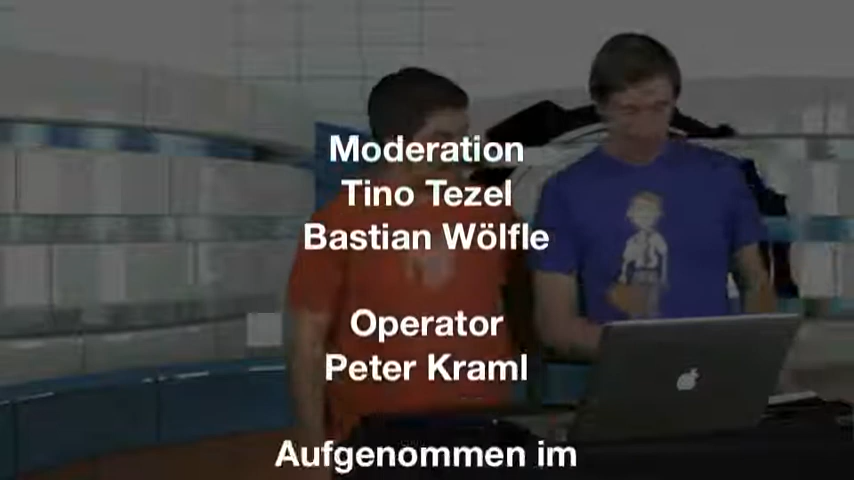 Moderation
Tino Tezel
Bastian Wölfle
Operator
Peter Kraml
Aufgenommen im